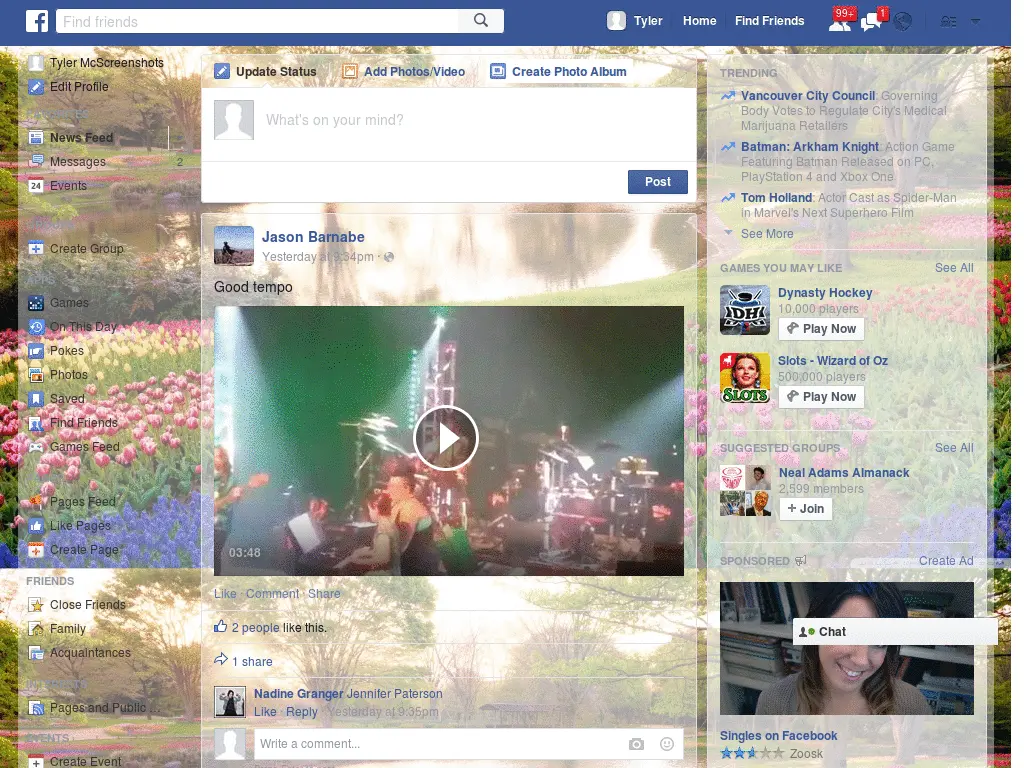 Find friends
Tyler
Home
Find Friends
99+
1
Tyler McScreenshots
Edit Profile
News Feed
Messages
2
24
Events
Create Group
Games
On This Day
Pokes
Photos
Saved
Find Friends
Games Feed
Pages Feed
Like Pages
Create Page
FRIENDS
Close Friends
Family
Acquaintances
Pages and Public ...
EVENTS
Create Event
Update Status
Add Photos/Video
Create Photo Album
What's on your mind?
Post
Jason Barnabe
Yesterday at 9:34pm ·
Good tempo
03:48
Like · Comment · Share
2 people like this.
1 share
Nadine Granger Jennifer Paterson
Like · Reply · Yesterday at 9:35pm
Write a comment...
TRENDING
Vancouver City Council: Governing
Body Votes to Regulate City's Medical
Marijuana Retailers
Batman: Arkham Knight: Action Game
Featuring Batman Released on PC,
PlayStation 4 and Xbox One
Tom Holland: Actor Cast as Spider-Man
in Marvel's Next Superhero Film
See More
GAMES YOU MAY LIKE
See All
DH
Dynasty Hockey
10,000 players
Play Now
SLOTS
Slots - Wizard of Oz
500,000 players
Play Now
SUGGESTED GROUPS
See All
Neal Adams Almanack
2,599 members
+ Join
SPONSORED
Create Ad
Chat
Singles on Facebook
Zoosk